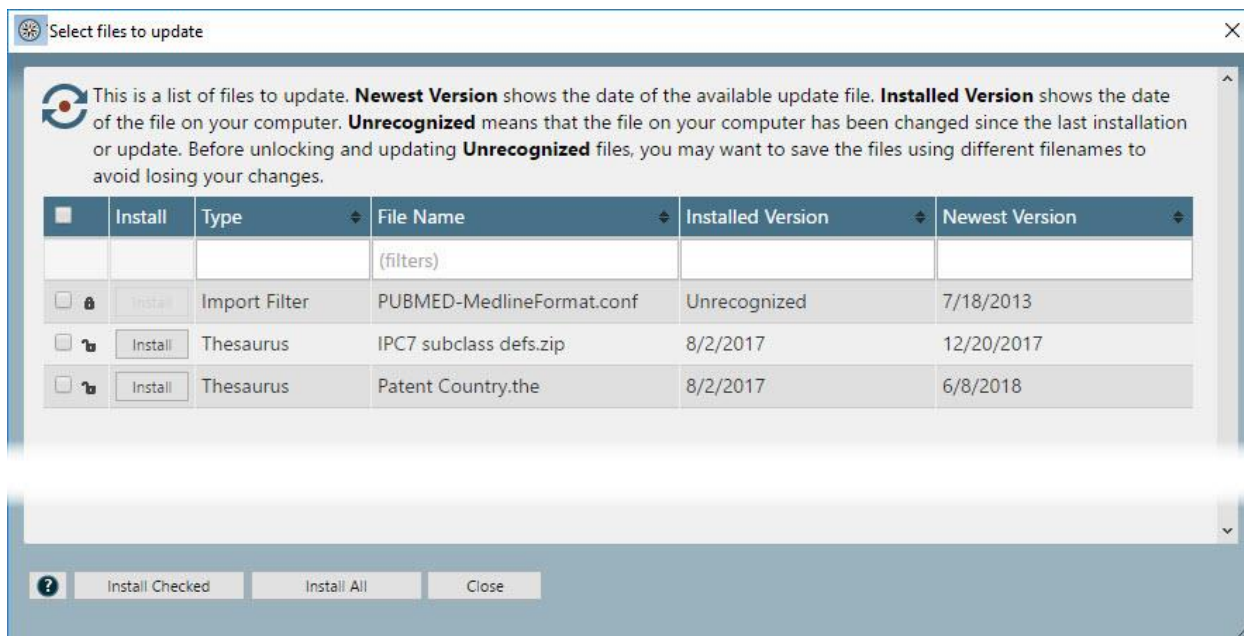 Select files to update
This is a list of files to update. Newest Version shows the date of the available update file. Installed Version shows the date
of the file on your computer. Unrecognized means that the file on your computer has been changed since the last installation
or update. Before unlocking and updating Unrecognized files, you may want to save the files using different filenames to
avoid losing your changes.
Install Type File Name Installed Version Newest Version
(filters)
Install Import Filter PUBMED-MedlineFormat.conf Unrecognized 7/18/2013
Install Thesaurus IPC7 subclass defs.zip 8/2/2017 12/20/2017
Install Thesaurus Patent Country.the 8/2/2017 6/8/2018
? Install Checked Install All Close